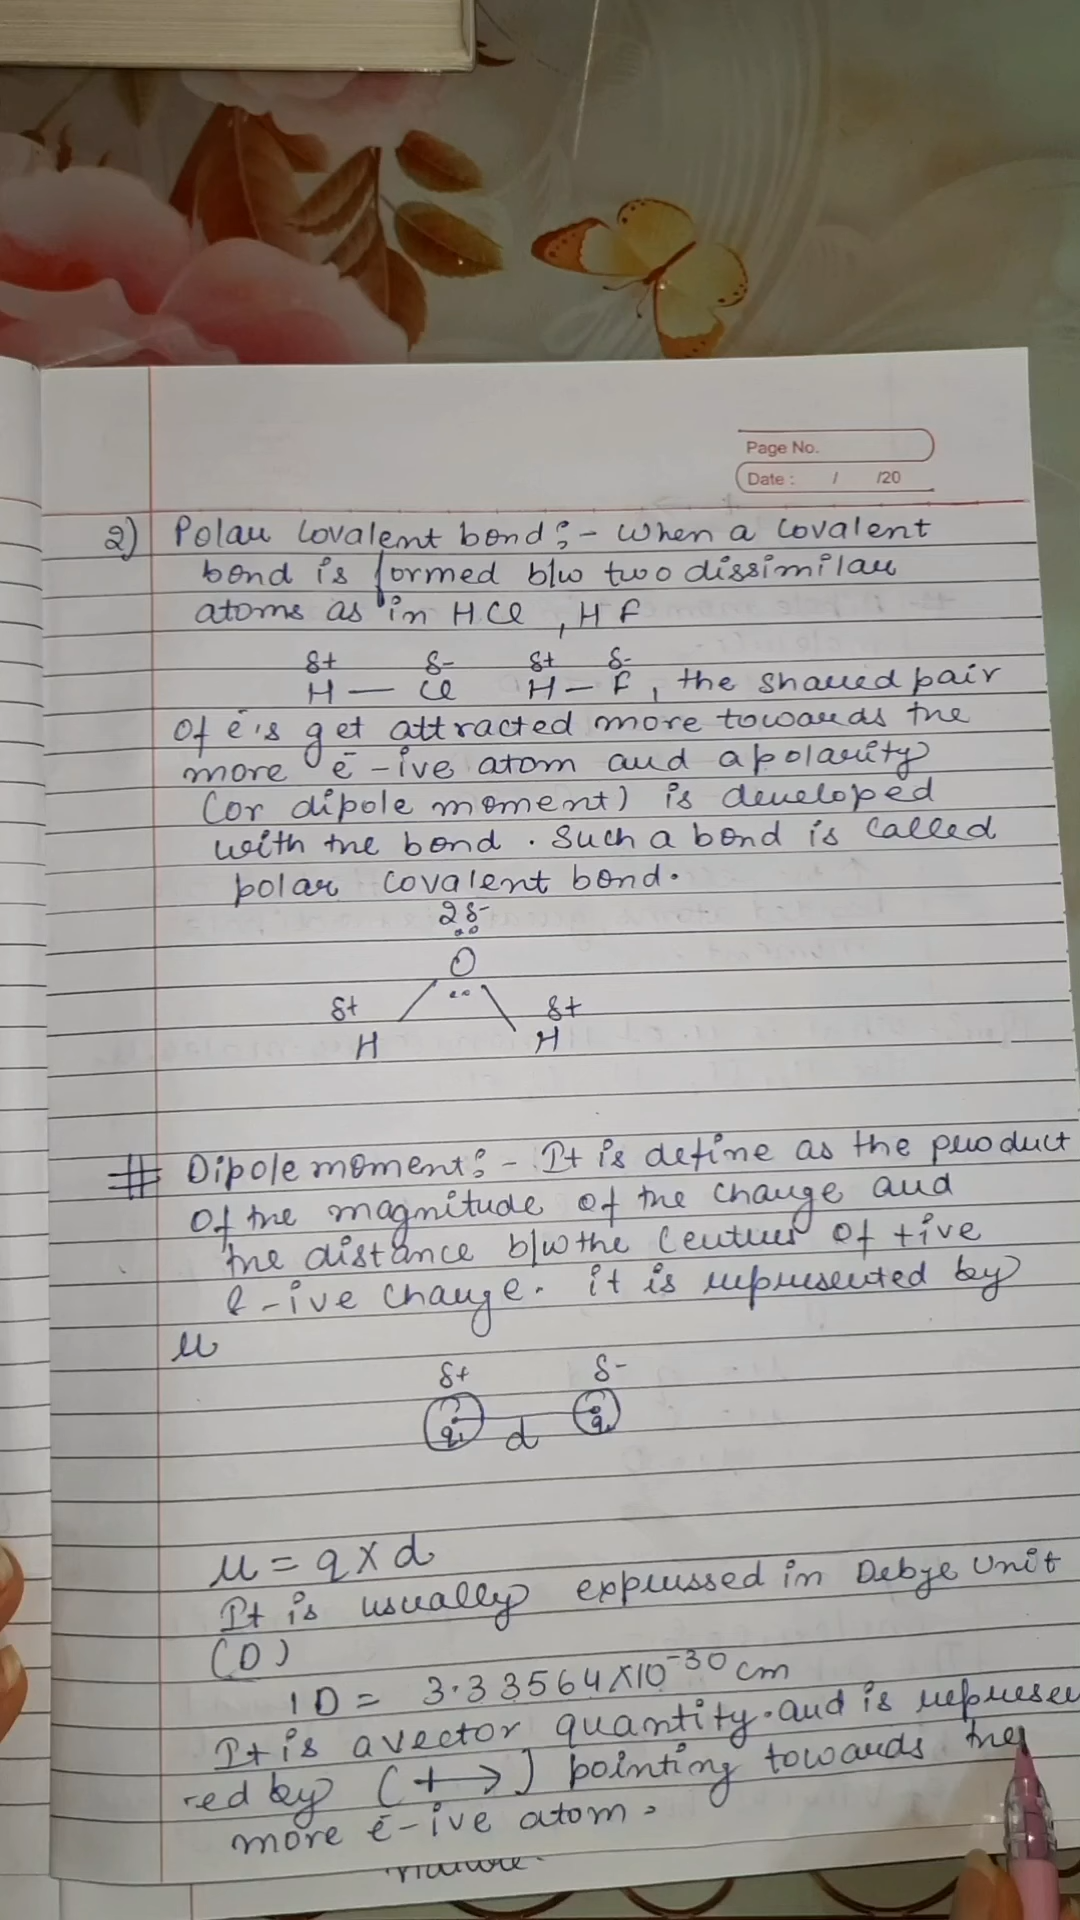 Page No.
Date : / /20
2) Polar Covalent bond :- When a Covalent
bond is formed b/w two dissimilar
atoms as in HCl , HF
δ+ δ- δ+ δ-
H — Cl H — F , the shared pair
Of ē's get attracted more towards the
more ē -ive atom and a polarity
(or dipole moment) is developed
with the bond . Such a bond is called
polar covalent bond.
2δ-
O
δ+ δ+
H H
# Dipole moment :- It is define as the product
Of the magnitude of the charge and
the distance b/w the Centres Of +ive
& -ive charge. it is represented by
μ
δ+ δ-
q d q
μ = q × d
It is usually expressed in Debye Unit
(D)
1D = 3.33564×10⁻³⁰ cm
It is a vector quantity. and is represen
red by (+→) pointing towards the
more ē-ive atom.